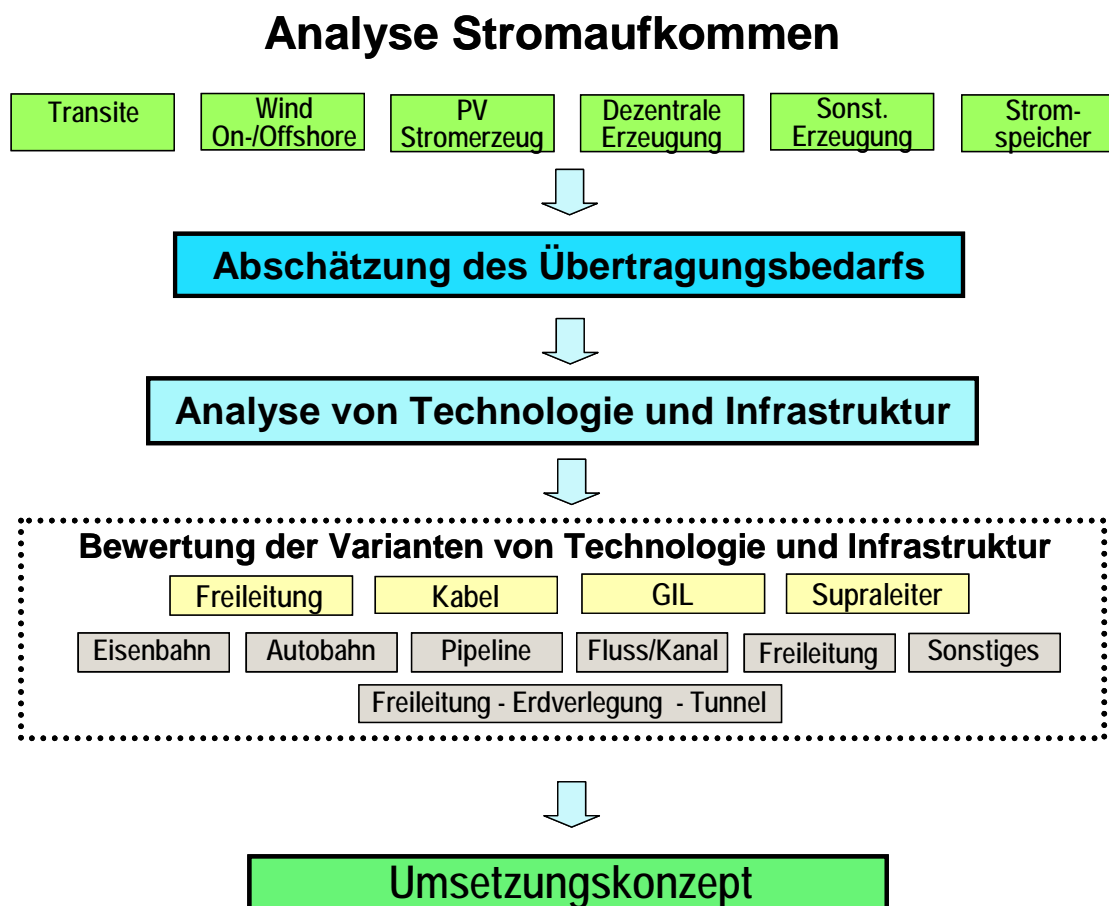 Analyse Stromaufkommen
Transite
Wind
On-/Offshore
PV
Stromerzeug
Dezentrale
Erzeugung
Sonst.
Erzeugung
Strom-
speicher
Abschätzung des Übertragungsbedarfs
Analyse von Technologie und Infrastruktur
Bewertung der Varianten von Technologie und Infrastruktur
Freileitung
Kabel
GIL
Supraleiter
Eisenbahn
Autobahn
Pipeline
Fluss/Kanal
Freileitung
Sonstiges
Freileitung - Erdverlegung - Tunnel
Umsetzungskonzept